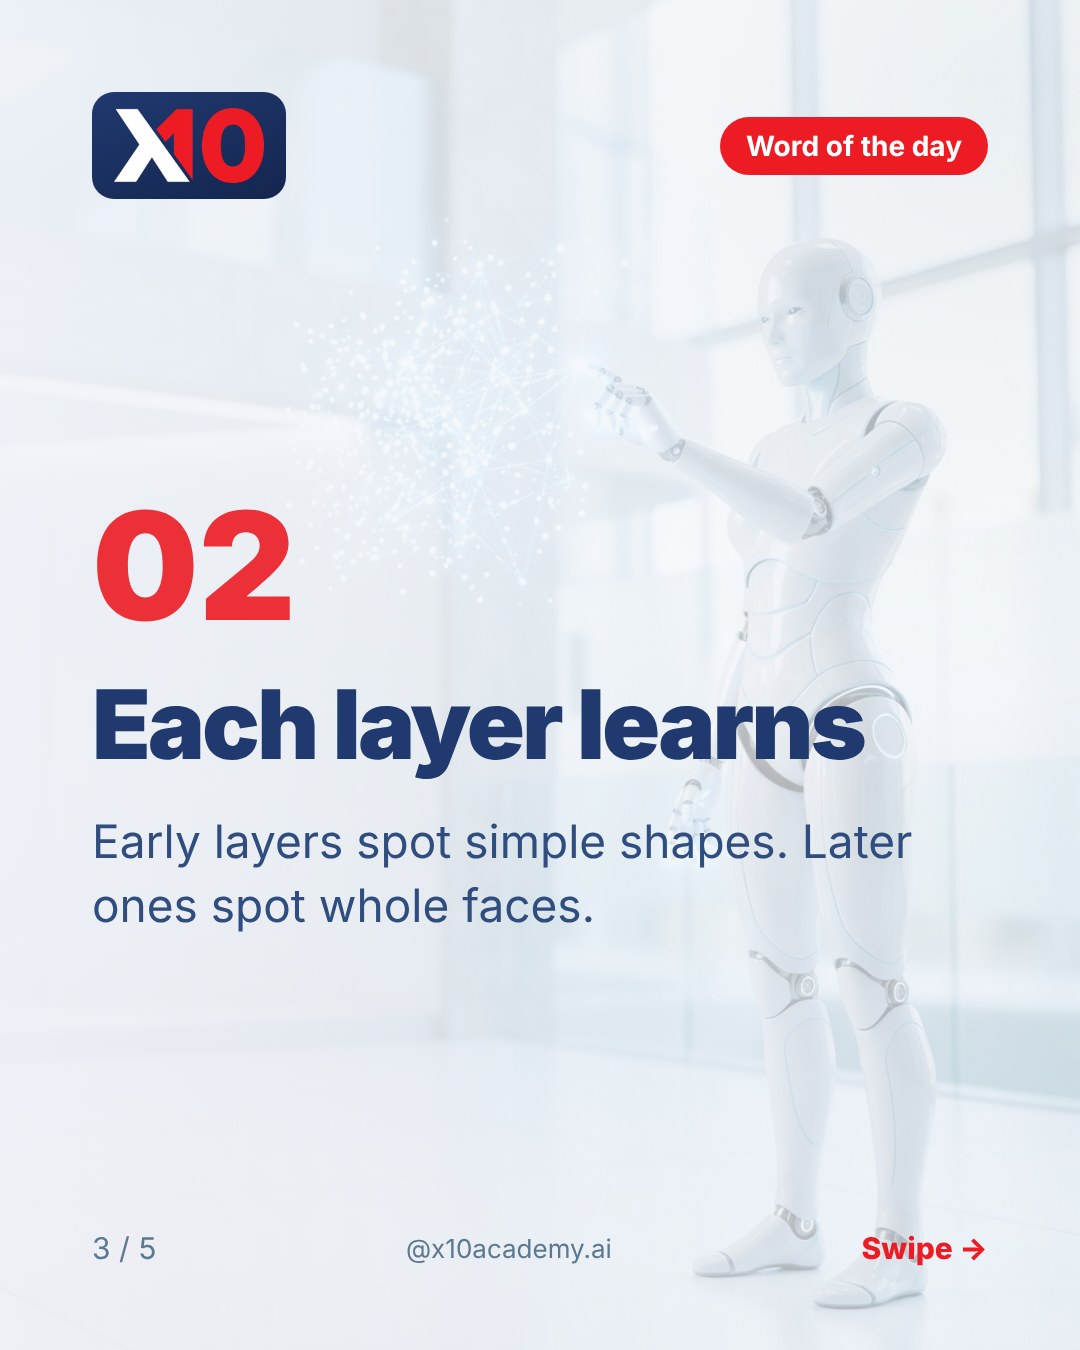 X10
Word of the day
02
Each layer learns
Early layers spot simple shapes. Later
ones spot whole faces.
3 / 5
@x10academy.ai
Swipe →